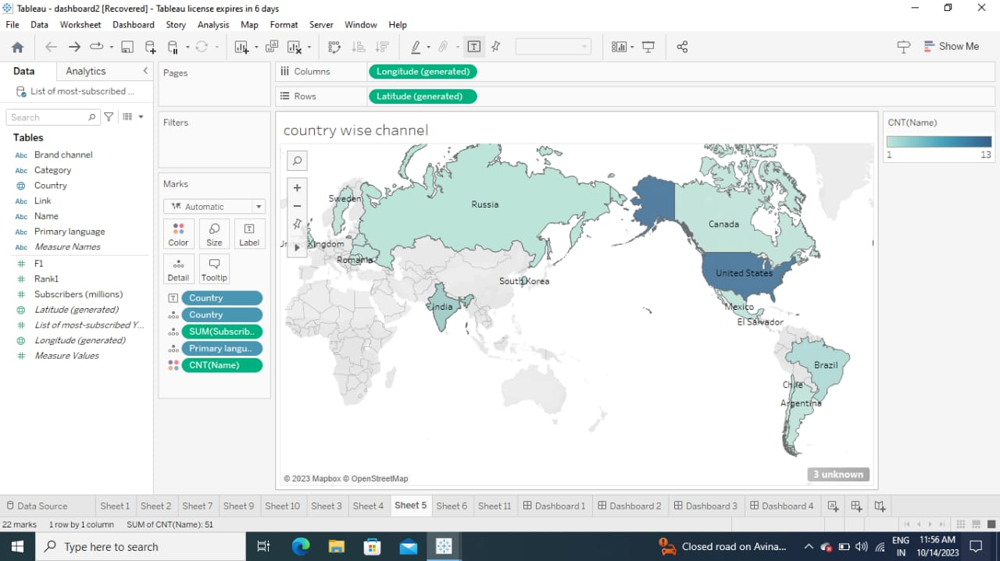 Tableau - dashboard2 [Recovered] - Tableau license expires in 6 days
File Data Worksheet Dashboard Story Analysis Map Format Server Window Help
Show Me
Data Analytics
List of most-subscribed ...
Search
Tables
Abc Brand channel
Abc Category
Country
Abc Link
Abc Name
Abc Primary language
Abc Measure Names
F1
Rank1
Subscribers (millions)
Latitude (generated)
List of most-subscribed Y...
Longitude (generated)
Measure Values
Pages
Filters
Marks
Automatic
Color Size Label
Detail Tooltip
Country
Country
SUM(Subscrib..
Primary langu..
CNT(Name)
Columns Longitude (generated)
Rows Latitude (generated)
country wise channel
Sweden
Russia
Canada
Kingdom
Romania
United States
South Korea
India
Mexico
El Salvador
Brazil
Chile
Argentina
© 2023 Mapbox © OpenStreetMap
3 unknown
CNT(Name)
1 13
Data Source Sheet 1 Sheet 2 Sheet 7 Sheet 9 Sheet 10 Sheet 3 Sheet 4 Sheet 5 Sheet 6 Sheet 11 Dashboard 1 Dashboard 2 Dashboard 3 Dashboard 4
22 marks 1 row by 1 column SUM of CNT(Name): 51
Type here to search
Closed road on Avina...
ENG
IN
11:56 AM
10/14/2023